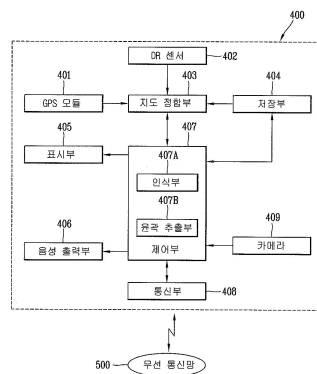 400
DR 센서
402
401
403
404
GPS 모듈
지도 정합부
저장부
405
407
표시부
407A
인식부
407B
406
윤곽 추출부
409
음성 출력부
제어부
카메라
통신부
408
500
무선 통신망